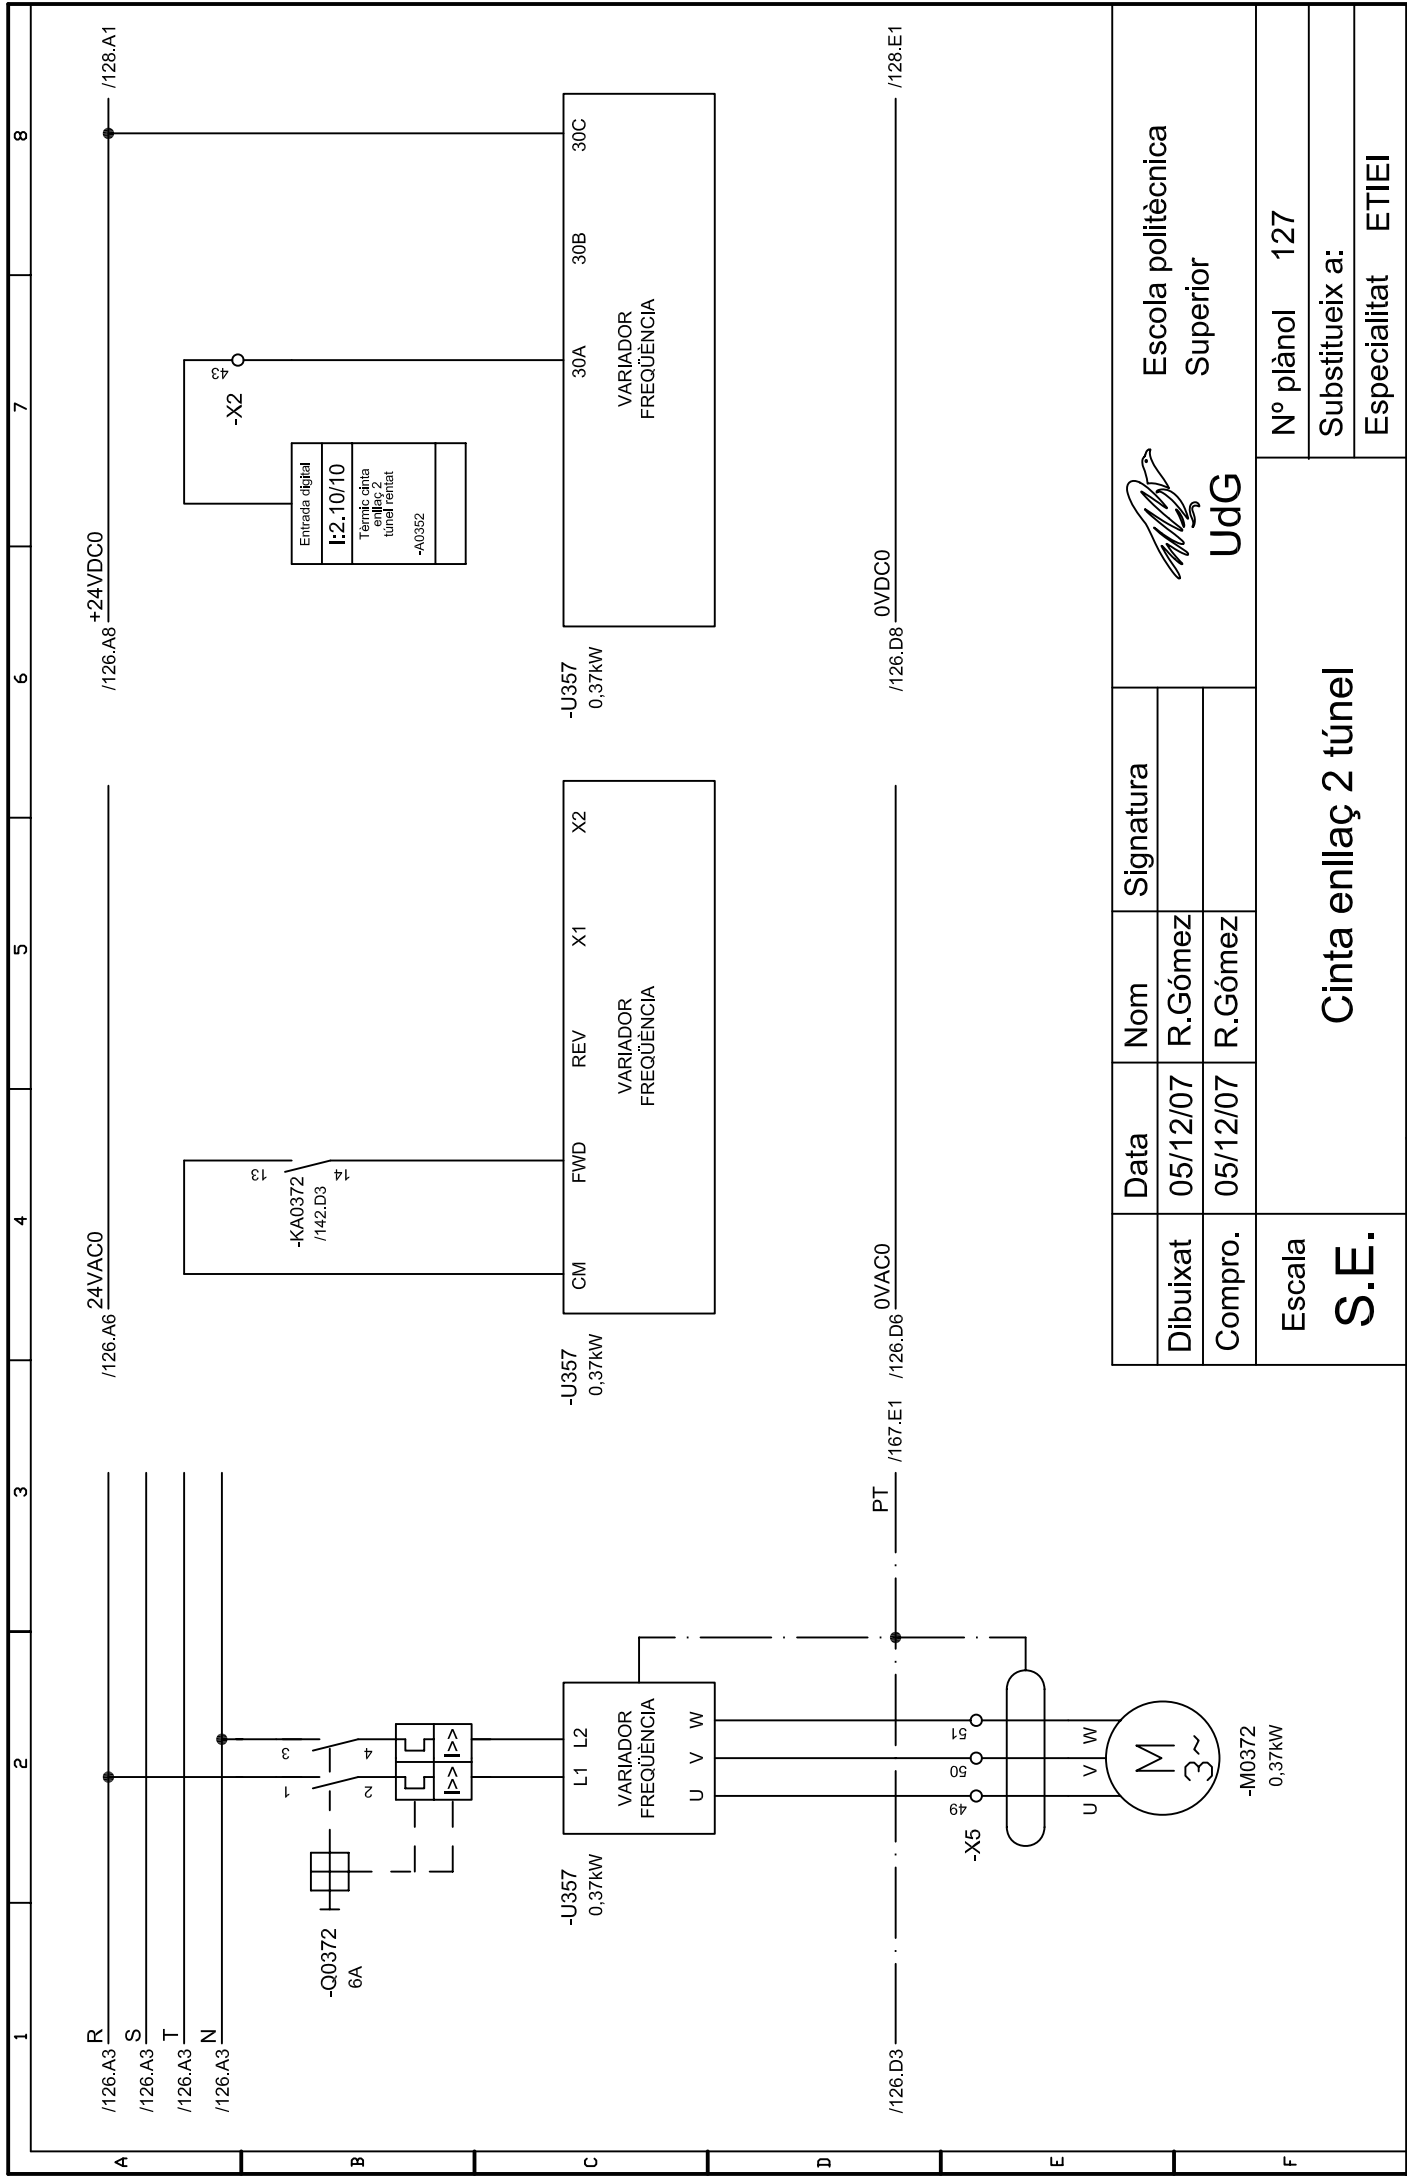 1 2 3 4 5 6 7 8
A
B
C
D
E
F
/126.A3 R
/126.A3 S
/126.A3 T
/126.A3 N
-Q0372
6A
1 3
2 4
I>> I>>
-U357
0,37kW
L1 L2
VARIADOR
FREQÜÈNCIA
U V W
/126.D3
PT /167.E1
-X5
49 50 51
U V W
M
3~
-M0372
0,37kW
/126.A6 24VAC0
-KA0372
/142.D3
13
14
-U357
0,37kW
CM FWD REV X1 X2
VARIADOR
FREQÜÈNCIA
/126.D6 0VAC0
/126.A8 +24VDC0 /128.A1
Entrada digital
I:2.10/10
Tèrmic cinta
enllaç 2
túnel rentat
-A0352
-X2
43
-U357
0,37kW
30A 30B 30C
VARIADOR
FREQÜÈNCIA
/126.D8 0VDC0 /128.E1
Data Nom Signatura
Dibuixat 05/12/07 R.Gómez
Compro. 05/12/07 R.Gómez
UdG
Escola politècnica
Superior
Escala
S.E.
Cinta enllaç 2 túnel
Nº plànol 127
Substitueix a:
Especialitat ETIEI